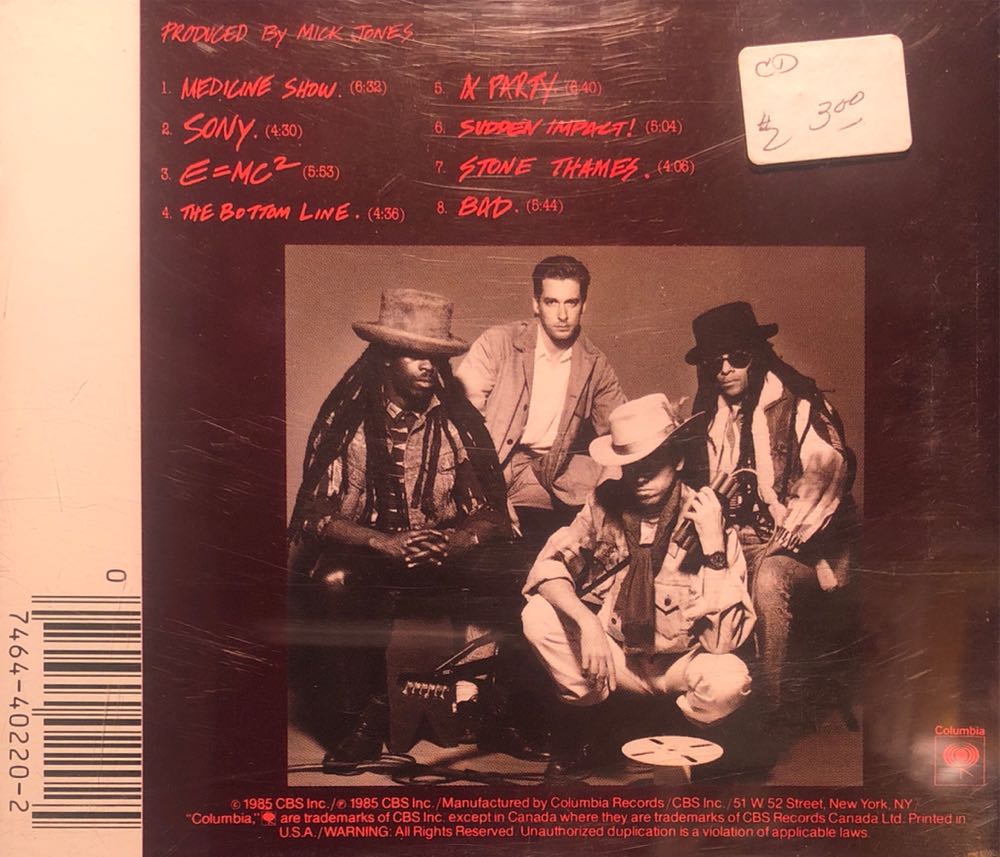 PRODUCED By MICK JONES
1. MEDICINE SHOW. (6:32)
2. SONY. (4:30)
3. E=MC² (5:53)
4. THE BOTTOM LINE. (4:36)
5. A PARTY (6:40)
6. SUDDEN IMPACT! (5:04)
7. STONE THAMES. (4:06)
8. BAD. (5:44)
CD
$ 3.00
0
7464-40220-2
Columbia
© 1985 CBS Inc./℗ 1985 CBS Inc./Manufactured by Columbia Records/CBS Inc./51 W 52 Street, New York, NY/
"Columbia," are trademarks of CBS Inc. except in Canada where they are trademarks of CBS Records Canada Ltd. Printed in
U.S.A./WARNING: All Rights Reserved. Unauthorized duplication is a violation of applicable laws.